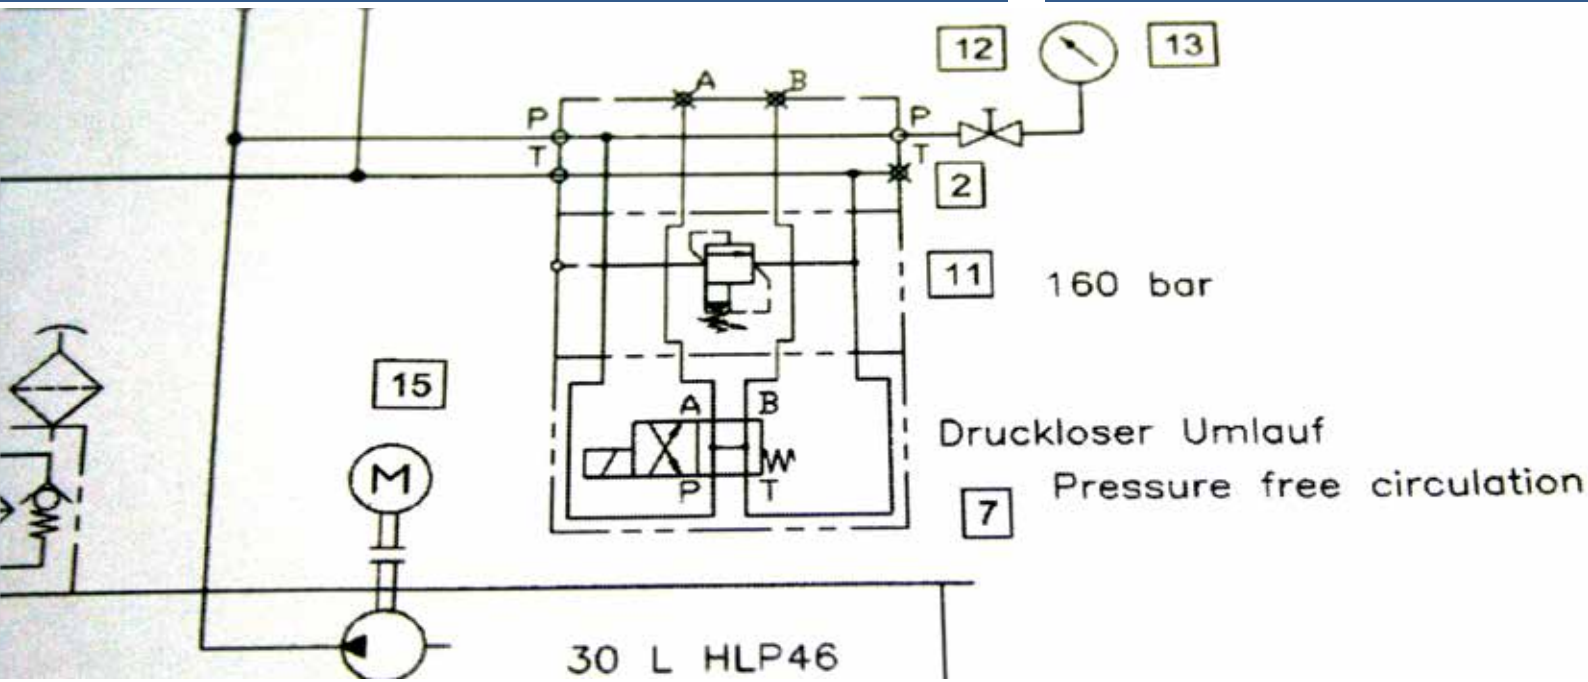 12
13
A
B
P
P
T
T
2
11
160 bar
15
A
B
Druckloser Umlauf
M
P
T
Pressure free circulation
7
30 L HLP46